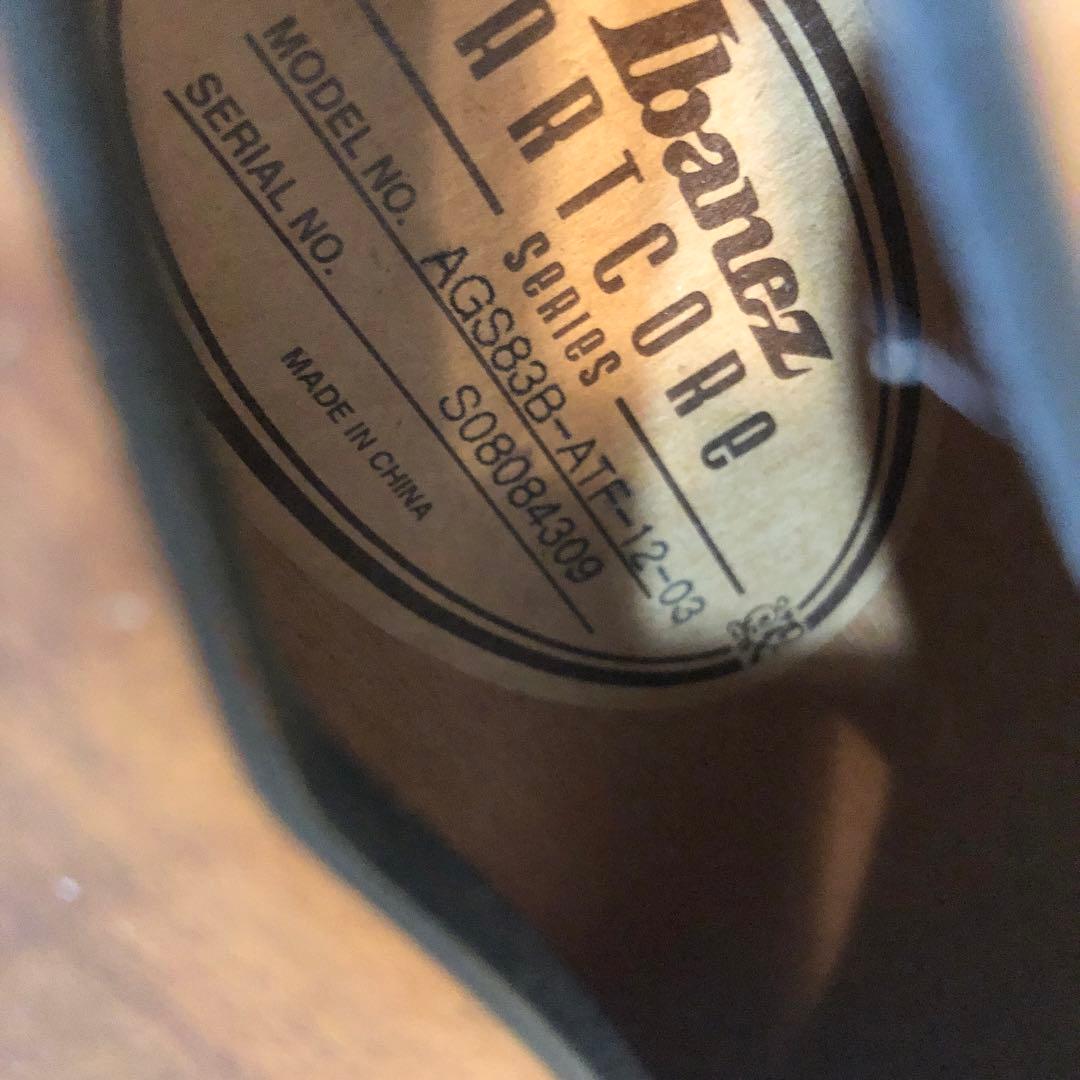 Ibanez
ARTCORE
SERIES
MODEL NO. AGS83B-ATF-12-03
SERIAL NO. S08084309
MADE IN CHINA